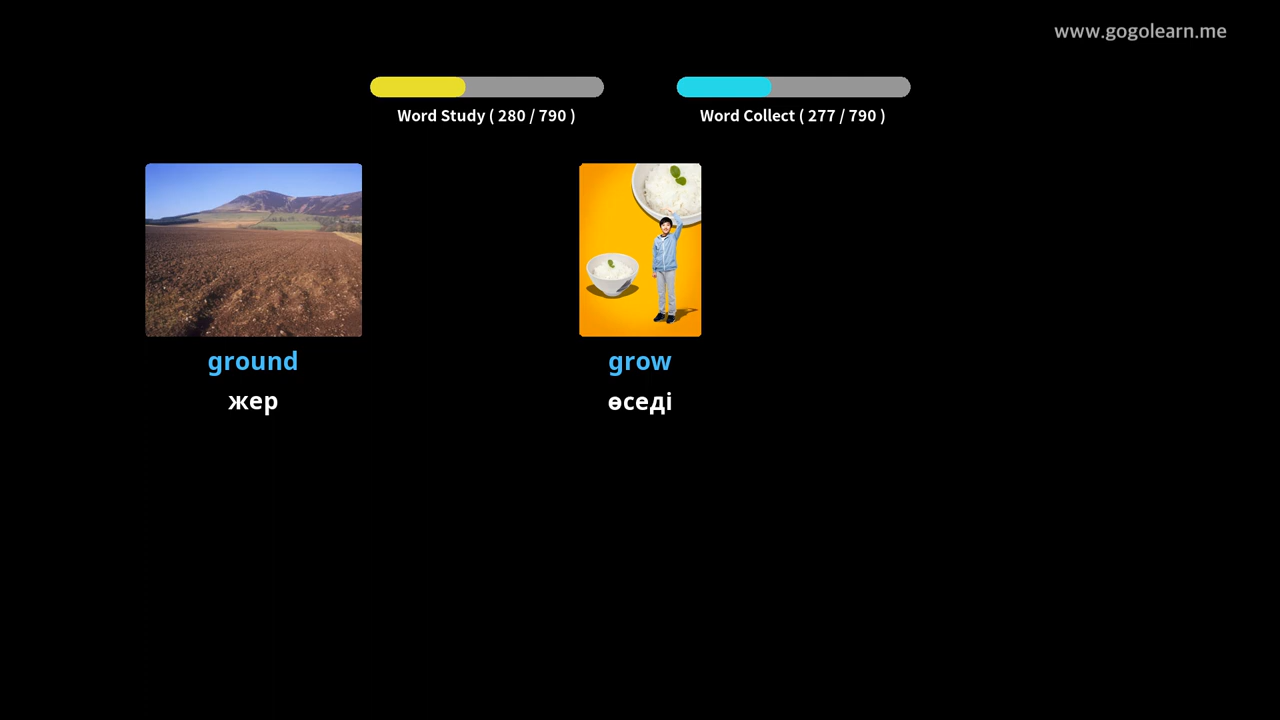 www.gogolearn.me
Word Study ( 280 / 790 )
Word Collect ( 277 / 790 )
ground
grow
жер
өседі